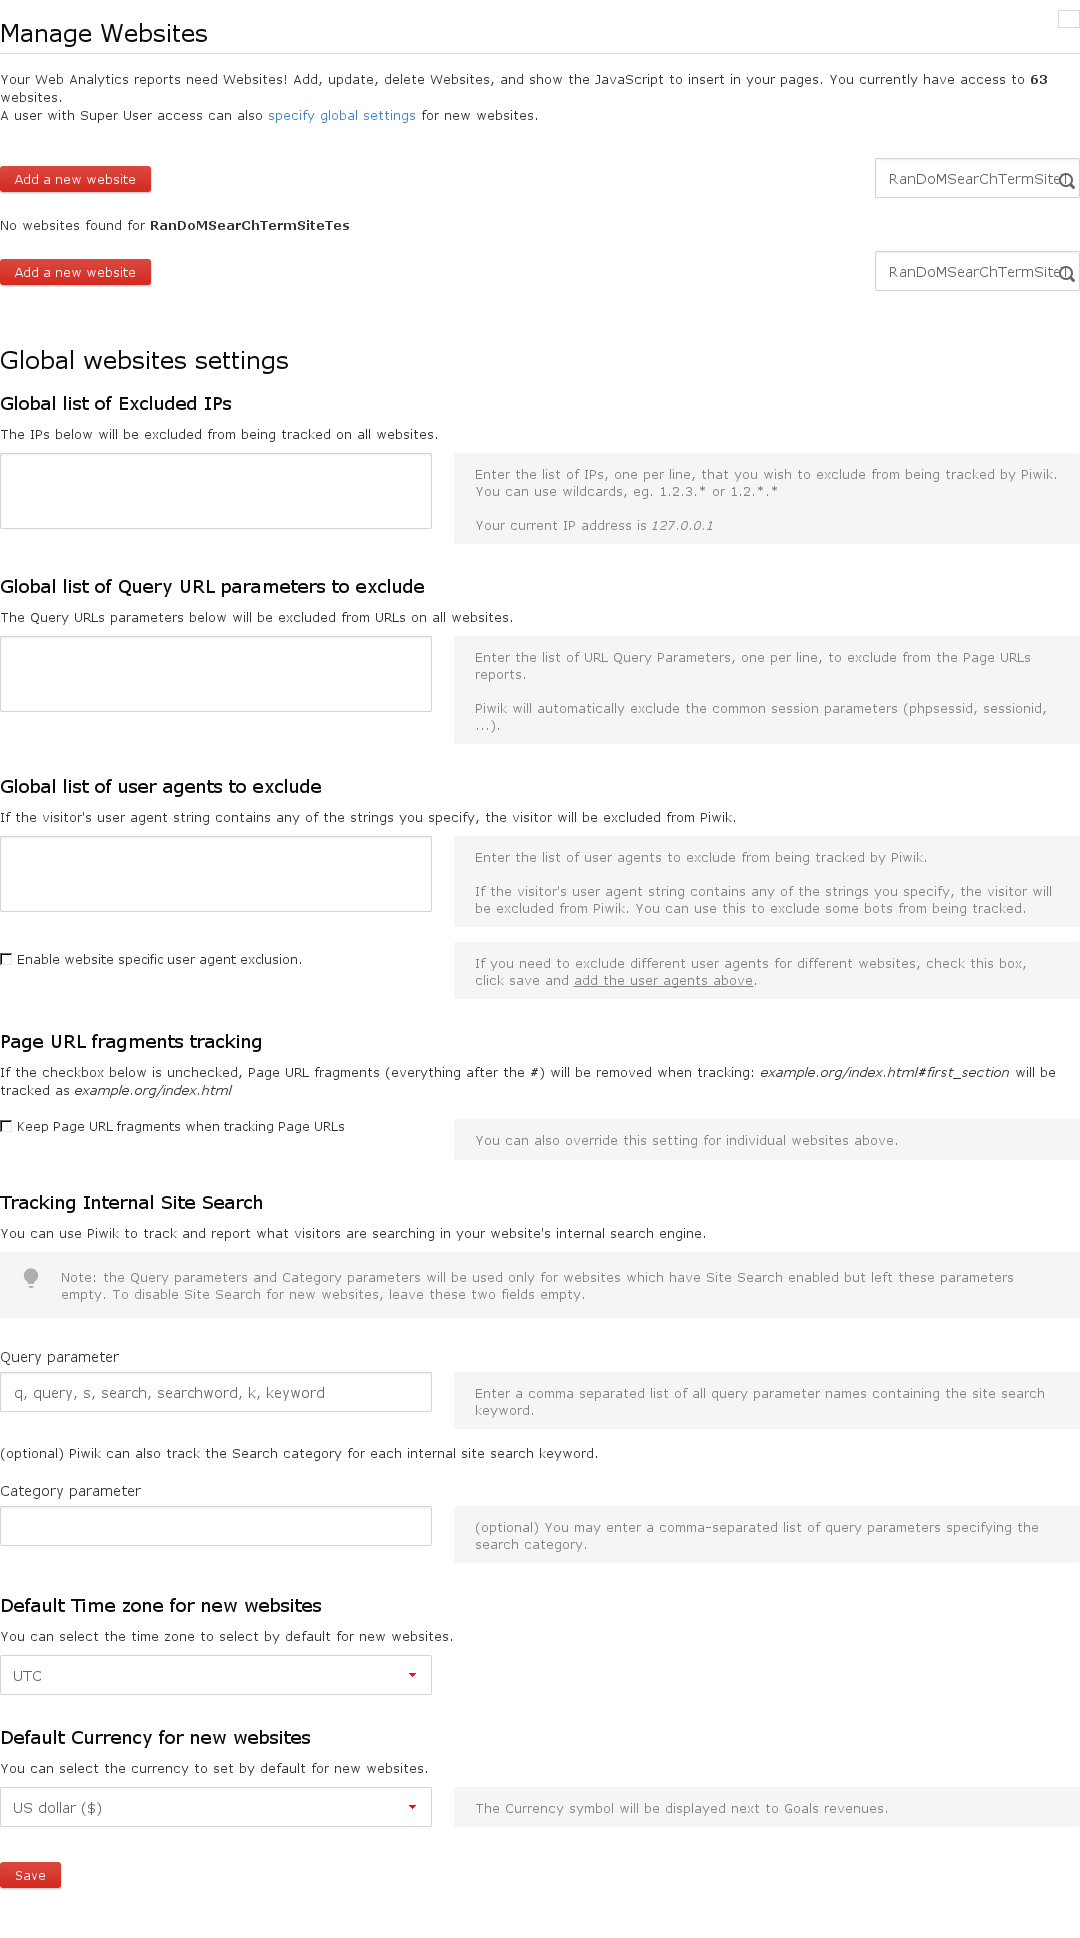 Manage Websites
Your Web Analytics reports need Websites! Add, update, delete Websites, and show the JavaScript to insert in your pages. You currently have access to 63
websites.
A user with Super User access can also specify global settings for new websites.
Add a new website
RanDoMSearChTermSiteT
No websites found for RanDoMSearChTermSiteTes
Add a new website
RanDoMSearChTermSiteT
Global websites settings
Global list of Excluded IPs
The IPs below will be excluded from being tracked on all websites.
Enter the list of IPs, one per line, that you wish to exclude from being tracked by Piwik.
You can use wildcards, eg. 1.2.3.* or 1.2.*.*
Your current IP address is 127.0.0.1
Global list of Query URL parameters to exclude
The Query URLs parameters below will be excluded from URLs on all websites.
Enter the list of URL Query Parameters, one per line, to exclude from the Page URLs
reports.
Piwik will automatically exclude the common session parameters (phpsessid, sessionid,
...).
Global list of user agents to exclude
If the visitor's user agent string contains any of the strings you specify, the visitor will be excluded from Piwik.
Enter the list of user agents to exclude from being tracked by Piwik.
If the visitor's user agent string contains any of the strings you specify, the visitor will
be excluded from Piwik. You can use this to exclude some bots from being tracked.
Enable website specific user agent exclusion.
If you need to exclude different user agents for different websites, check this box,
click save and add the user agents above.
Page URL fragments tracking
If the checkbox below is unchecked, Page URL fragments (everything after the #) will be removed when tracking: example.org/index.html#first_section will be
tracked as example.org/index.html
Keep Page URL fragments when tracking Page URLs
You can also override this setting for individual websites above.
Tracking Internal Site Search
You can use Piwik to track and report what visitors are searching in your website's internal search engine.
Note: the Query parameters and Category parameters will be used only for websites which have Site Search enabled but left these parameters
empty. To disable Site Search for new websites, leave these two fields empty.
Query parameter
q, query, s, search, searchword, k, keyword
Enter a comma separated list of all query parameter names containing the site search
keyword.
(optional) Piwik can also track the Search category for each internal site search keyword.
Category parameter
(optional) You may enter a comma-separated list of query parameters specifying the
search category.
Default Time zone for new websites
You can select the time zone to select by default for new websites.
UTC
Default Currency for new websites
You can select the currency to set by default for new websites.
US dollar ($)
The Currency symbol will be displayed next to Goals revenues.
Save